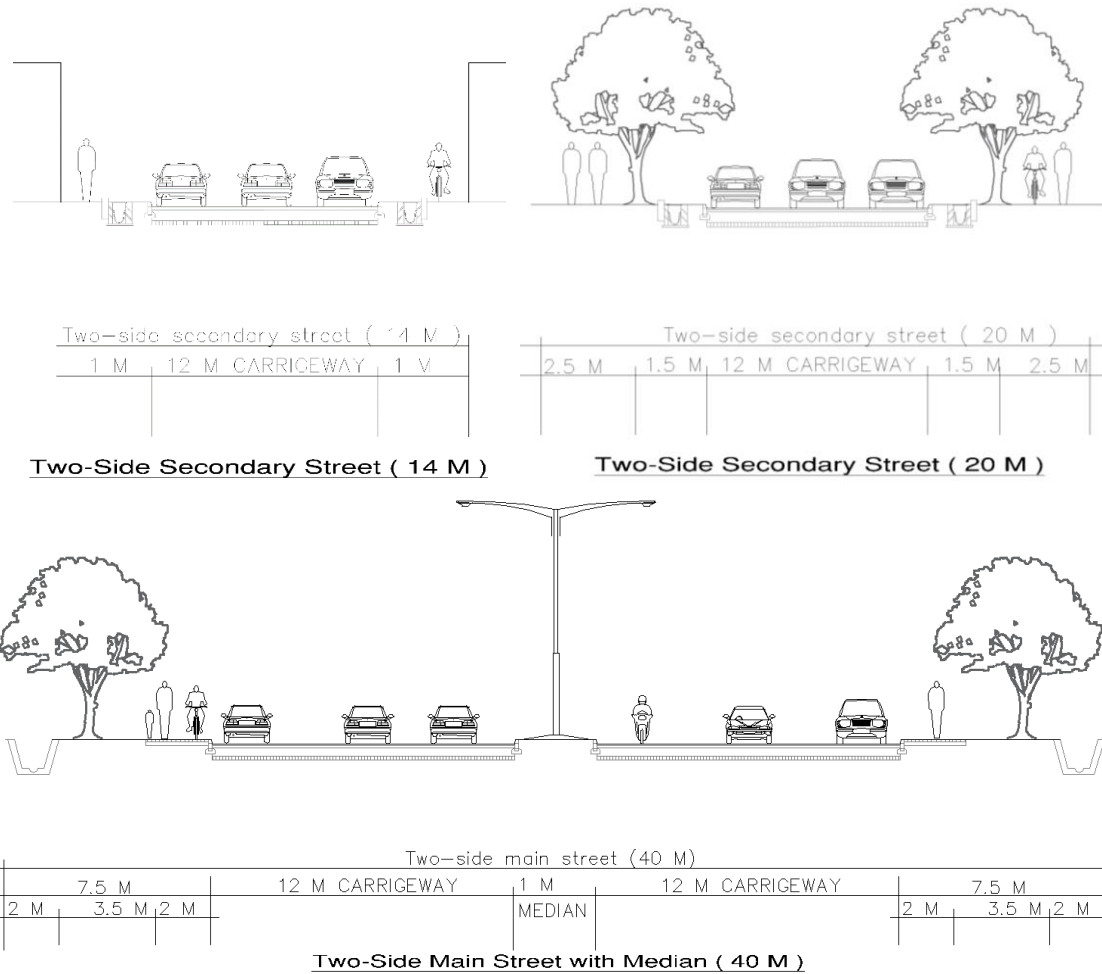 Two-side secondary street ( 14 M )
1 M 12 M CARRIGEWAY 1 M
Two-Side Secondary Street ( 14 M )
Two-side secondary street ( 20 M )
2.5 M 1.5 M 12 M CARRIGEWAY 1.5 M 2.5 M
Two-Side Secondary Street ( 20 M )
Two-side main street (40 M)
7.5 M 12 M CARRIGEWAY 1 M 12 M CARRIGEWAY 7.5 M
2 M 3.5 M 2 M MEDIAN 2 M 3.5 M 2 M
Two-Side Main Street with Median ( 40 M )